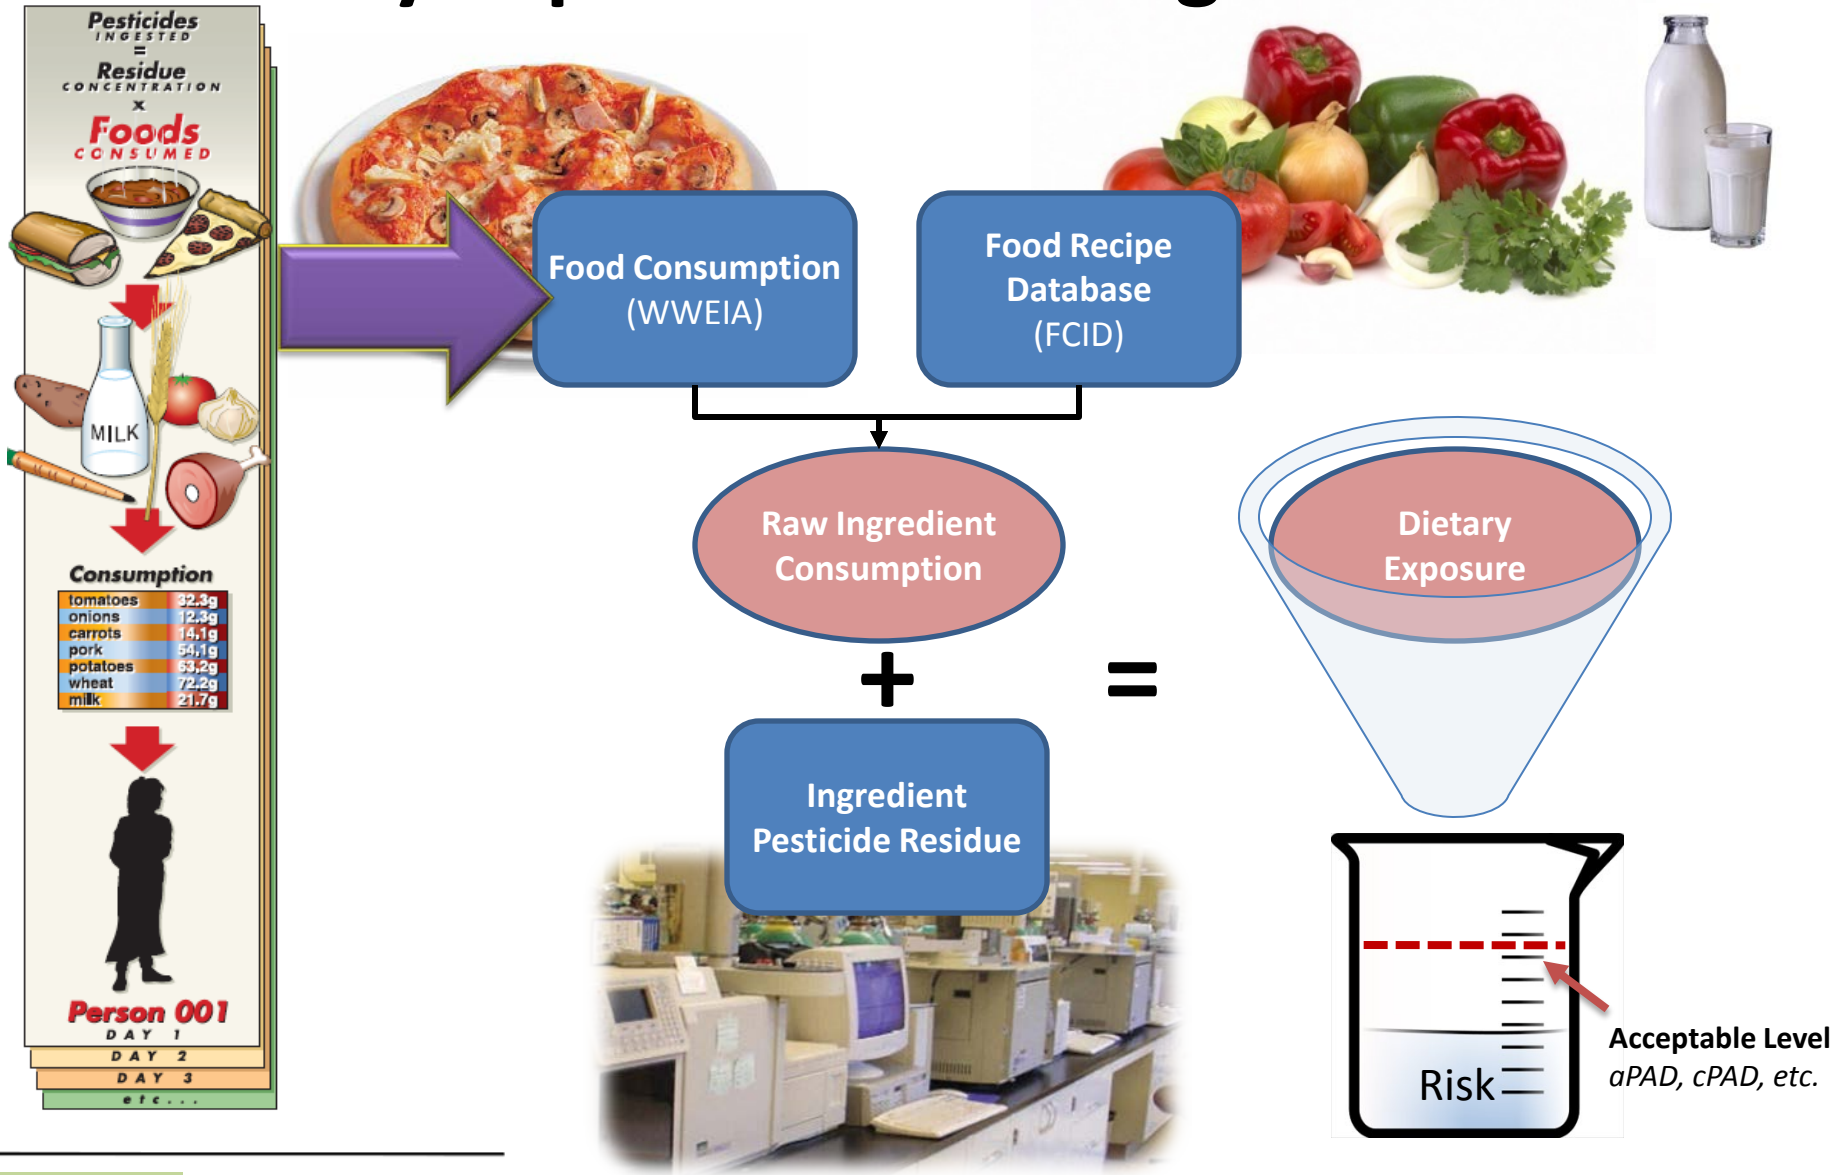 Pesticides
INGESTED
=
Residue
CONCENTRATION
x
Foods
CONSUMED
MILK
Consumption
tomatoes 32.3g
onions 12.3g
carrots 14.1g
pork 54.1g
potatoes 63.2g
wheat 72.2g
milk 21.7g
Person 001
DAY 1
DAY 2
DAY 3
etc...
Food Consumption
(WWEIA)
Food Recipe
Database
(FCID)
Raw Ingredient
Consumption
+
=
Ingredient
Pesticide Residue
Dietary
Exposure
Risk
Acceptable Level
aPAD, cPAD, etc.